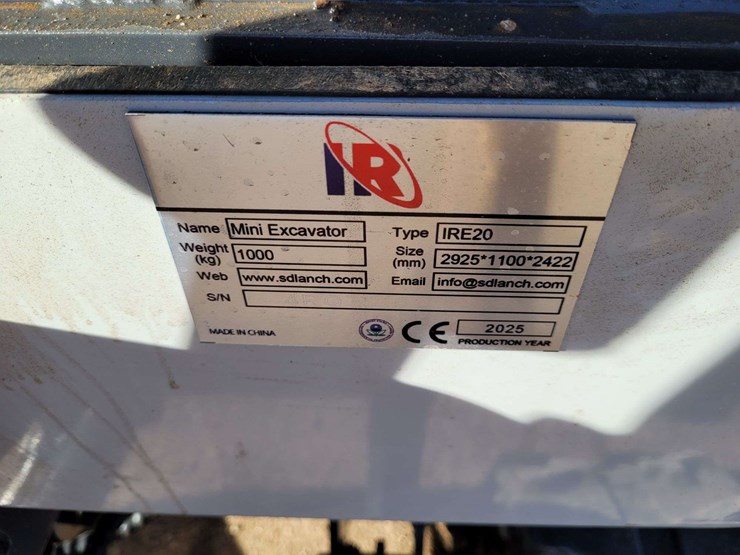 IR
Name Mini Excavator Type IRE20
Weight (kg) 1000 Size (mm) 2925*1100*2422
Web www.sdlanch.com Email info@sdlanch.com
S/N
MADE IN CHINA CE 2025
PRODUCTION YEAR